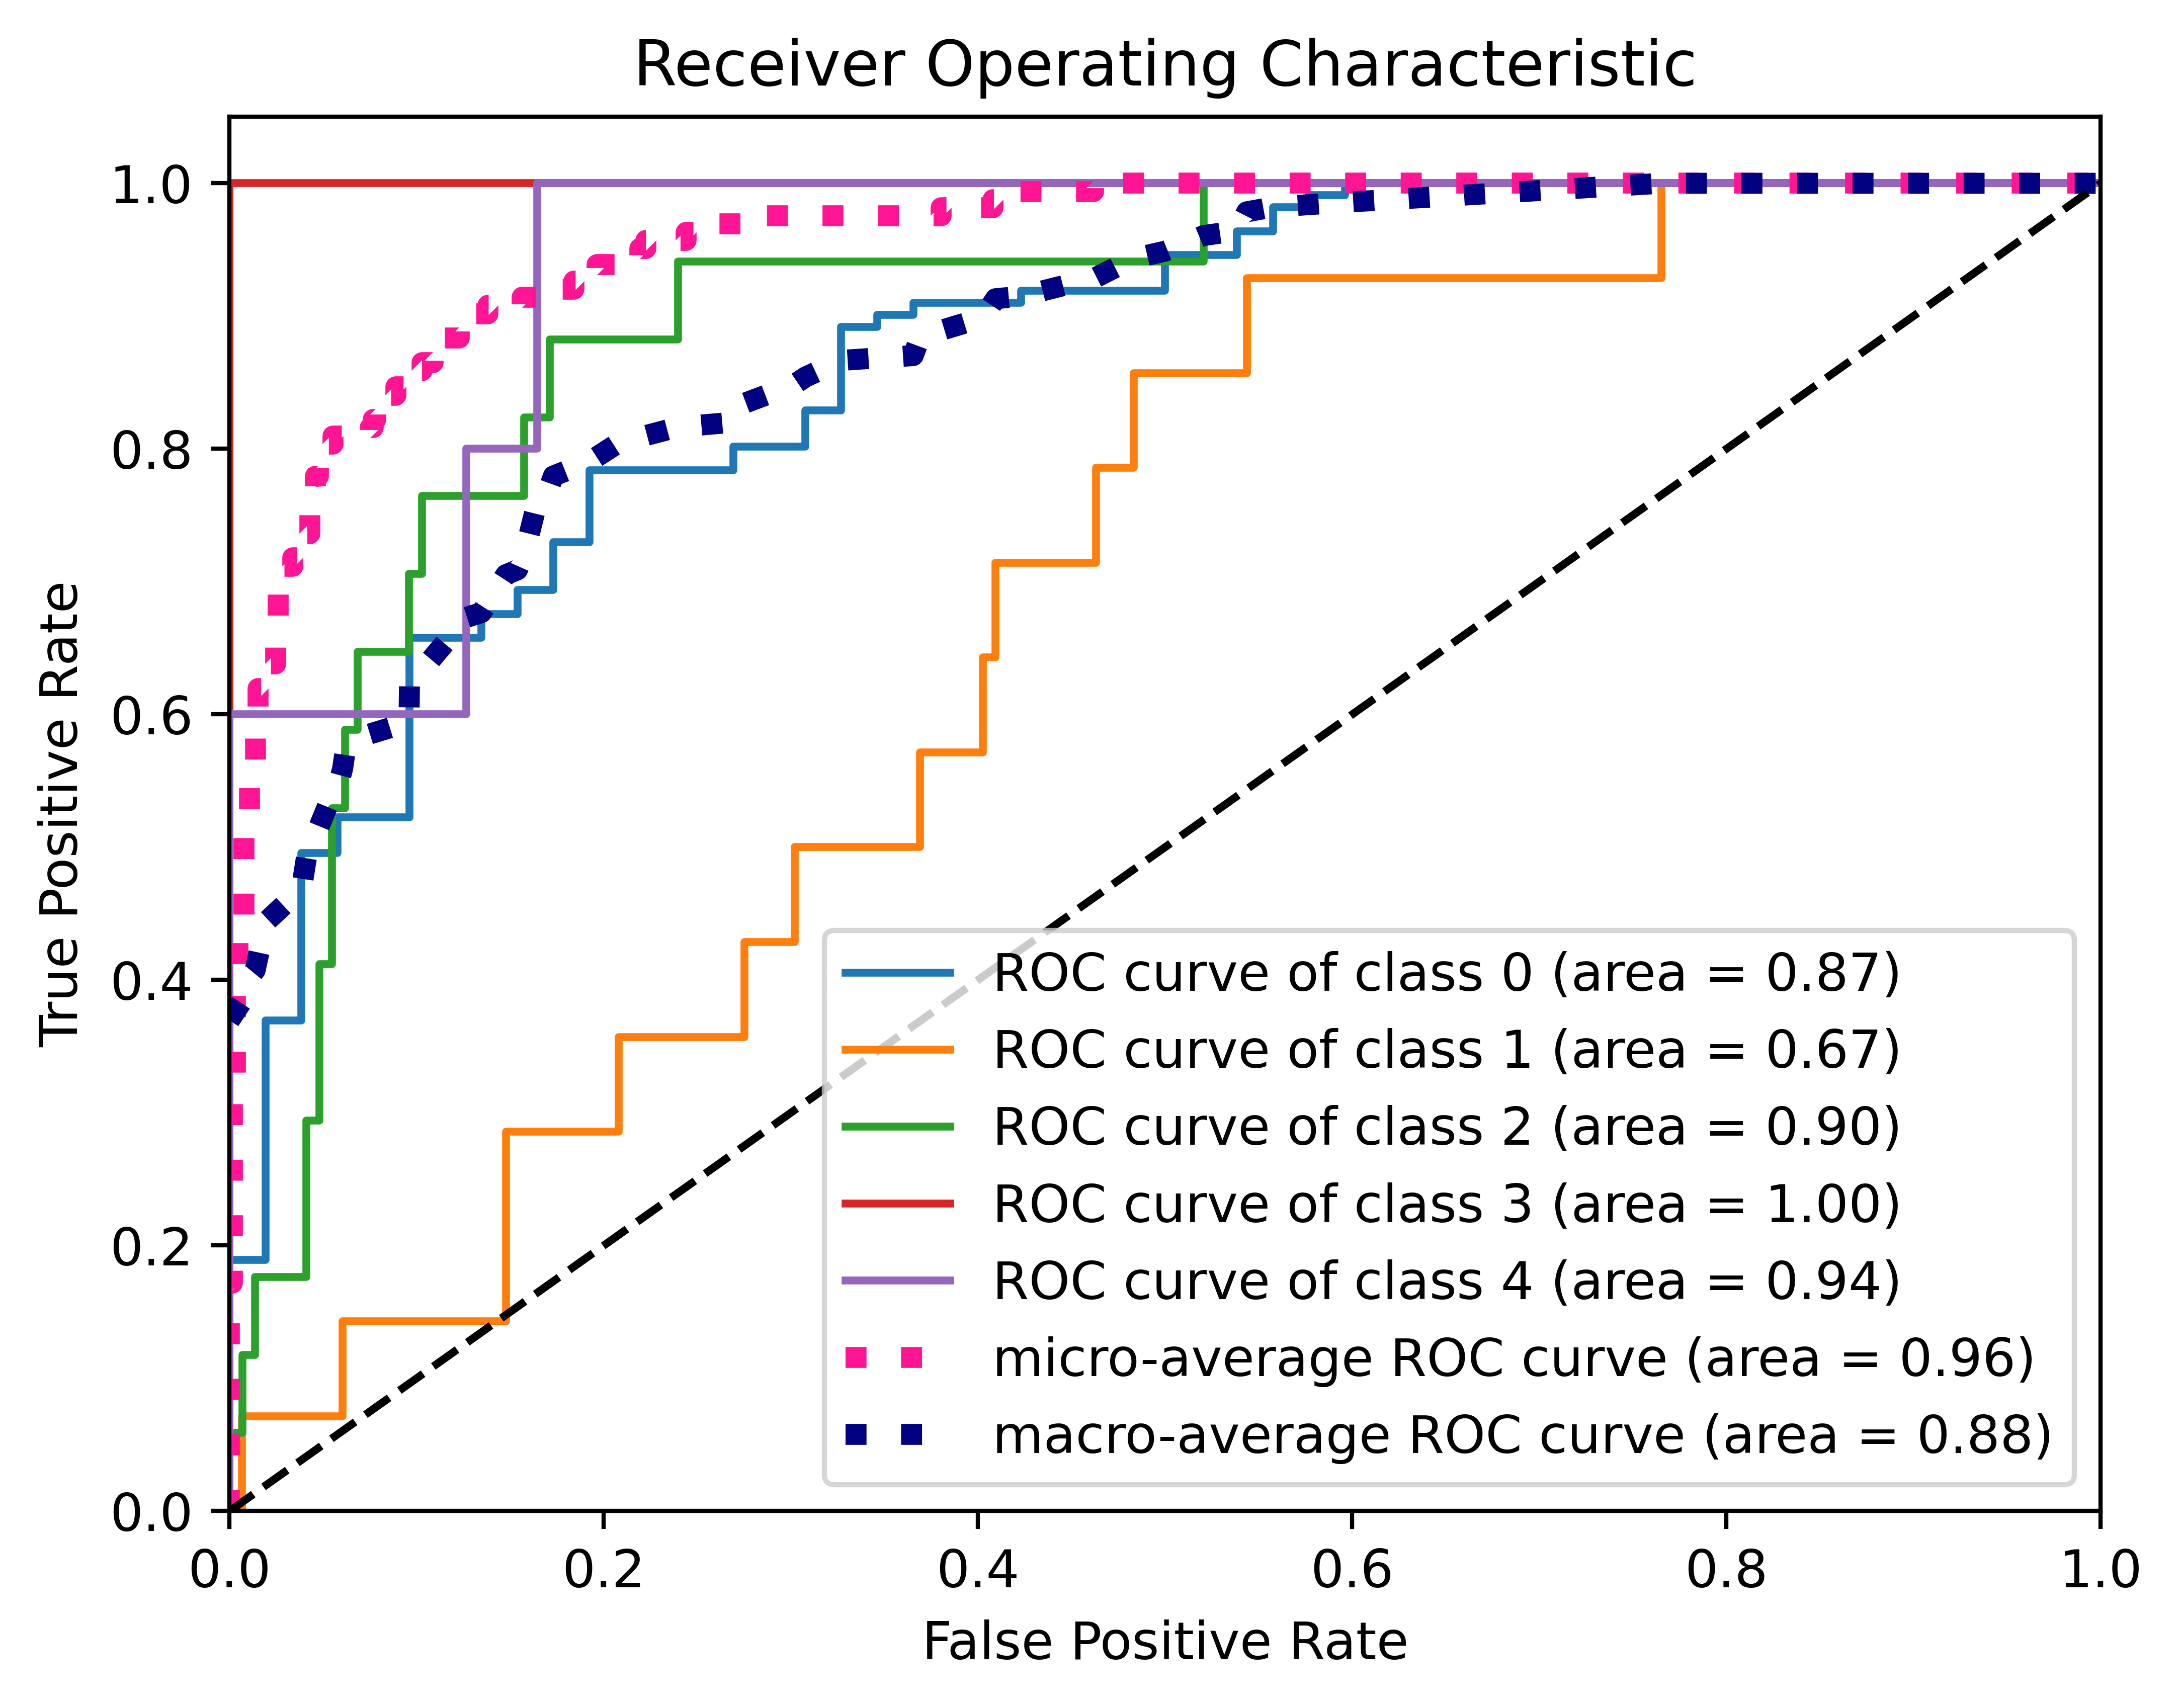 Receiver Operating Characteristic
1.0
0.8
0.6
0.4
0.2
0.0
True Positive Rate
ROC curve of class 0 (area = 0.87)
ROC curve of class 1 (area = 0.67)
ROC curve of class 2 (area = 0.90)
ROC curve of class 3 (area = 1.00)
ROC curve of class 4 (area = 0.94)
micro-average ROC curve (area = 0.96)
macro-average ROC curve (area = 0.88)
0.0 0.2 0.4 0.6 0.8 1.0
False Positive Rate